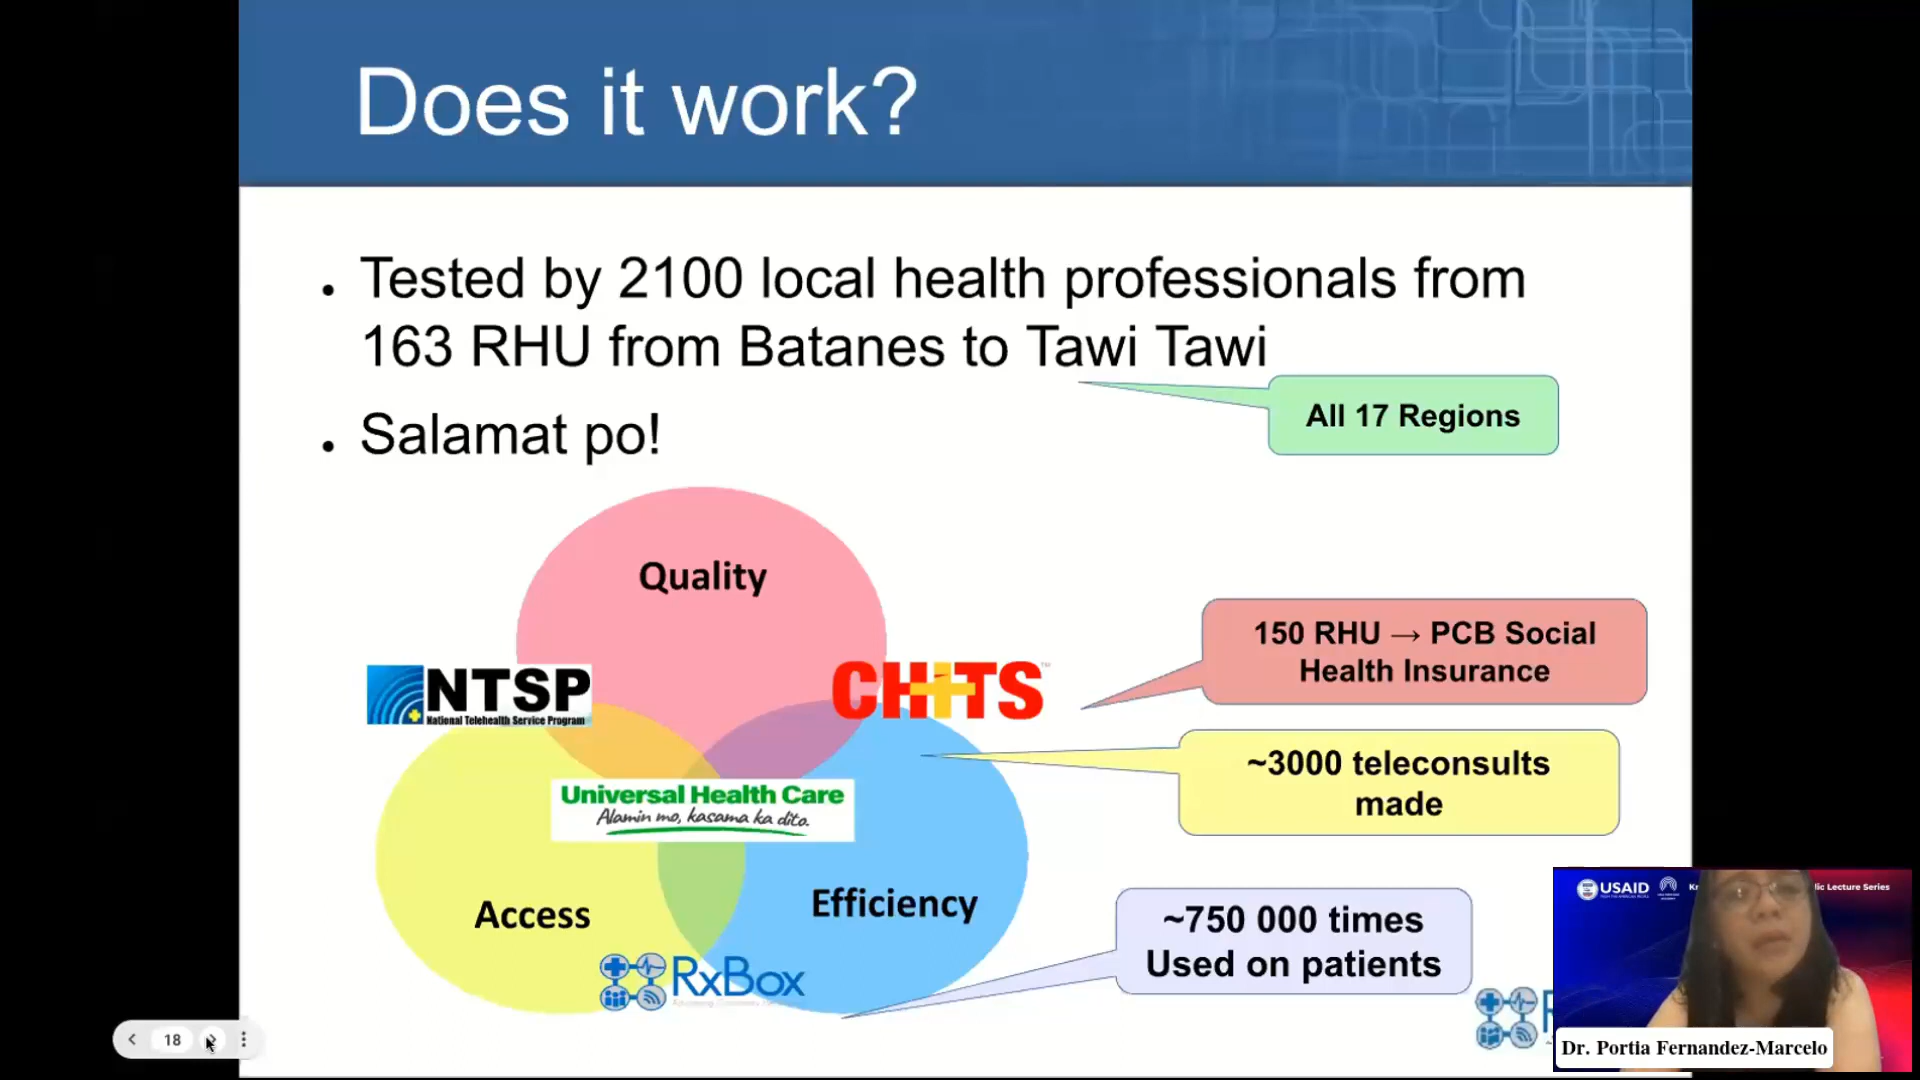 Does it work?
Tested by 2100 local health professionals from
163 RHU from Batanes to Tawi Tawi
All 17 Regions
Salamat po!
Quality
150 RHU → PCB Social
Health Insurance
NTSP
National Telehealth Service Program
CHiTS
~3000 teleconsults
made
Universal Health Care
Alamin mo, kasama ka dito.
Access
Efficiency
~750 000 times
Used on patients
RxBox
USAID
lic Lecture Series
Dr. Portia Fernandez-Marcelo
18